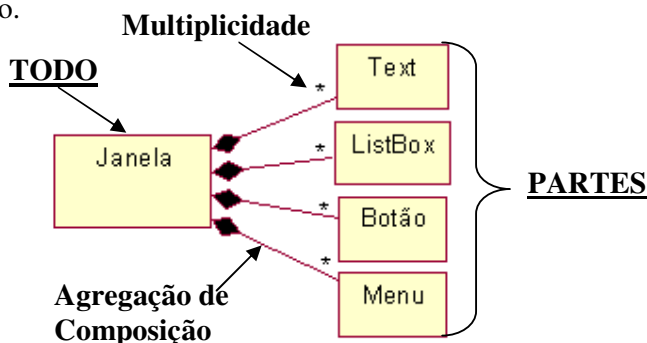 o.
Multiplicidade
TODO
Janela
*
Text
*
ListBox
*
Botão
*
Menu
PARTES
Agregação de
Composição